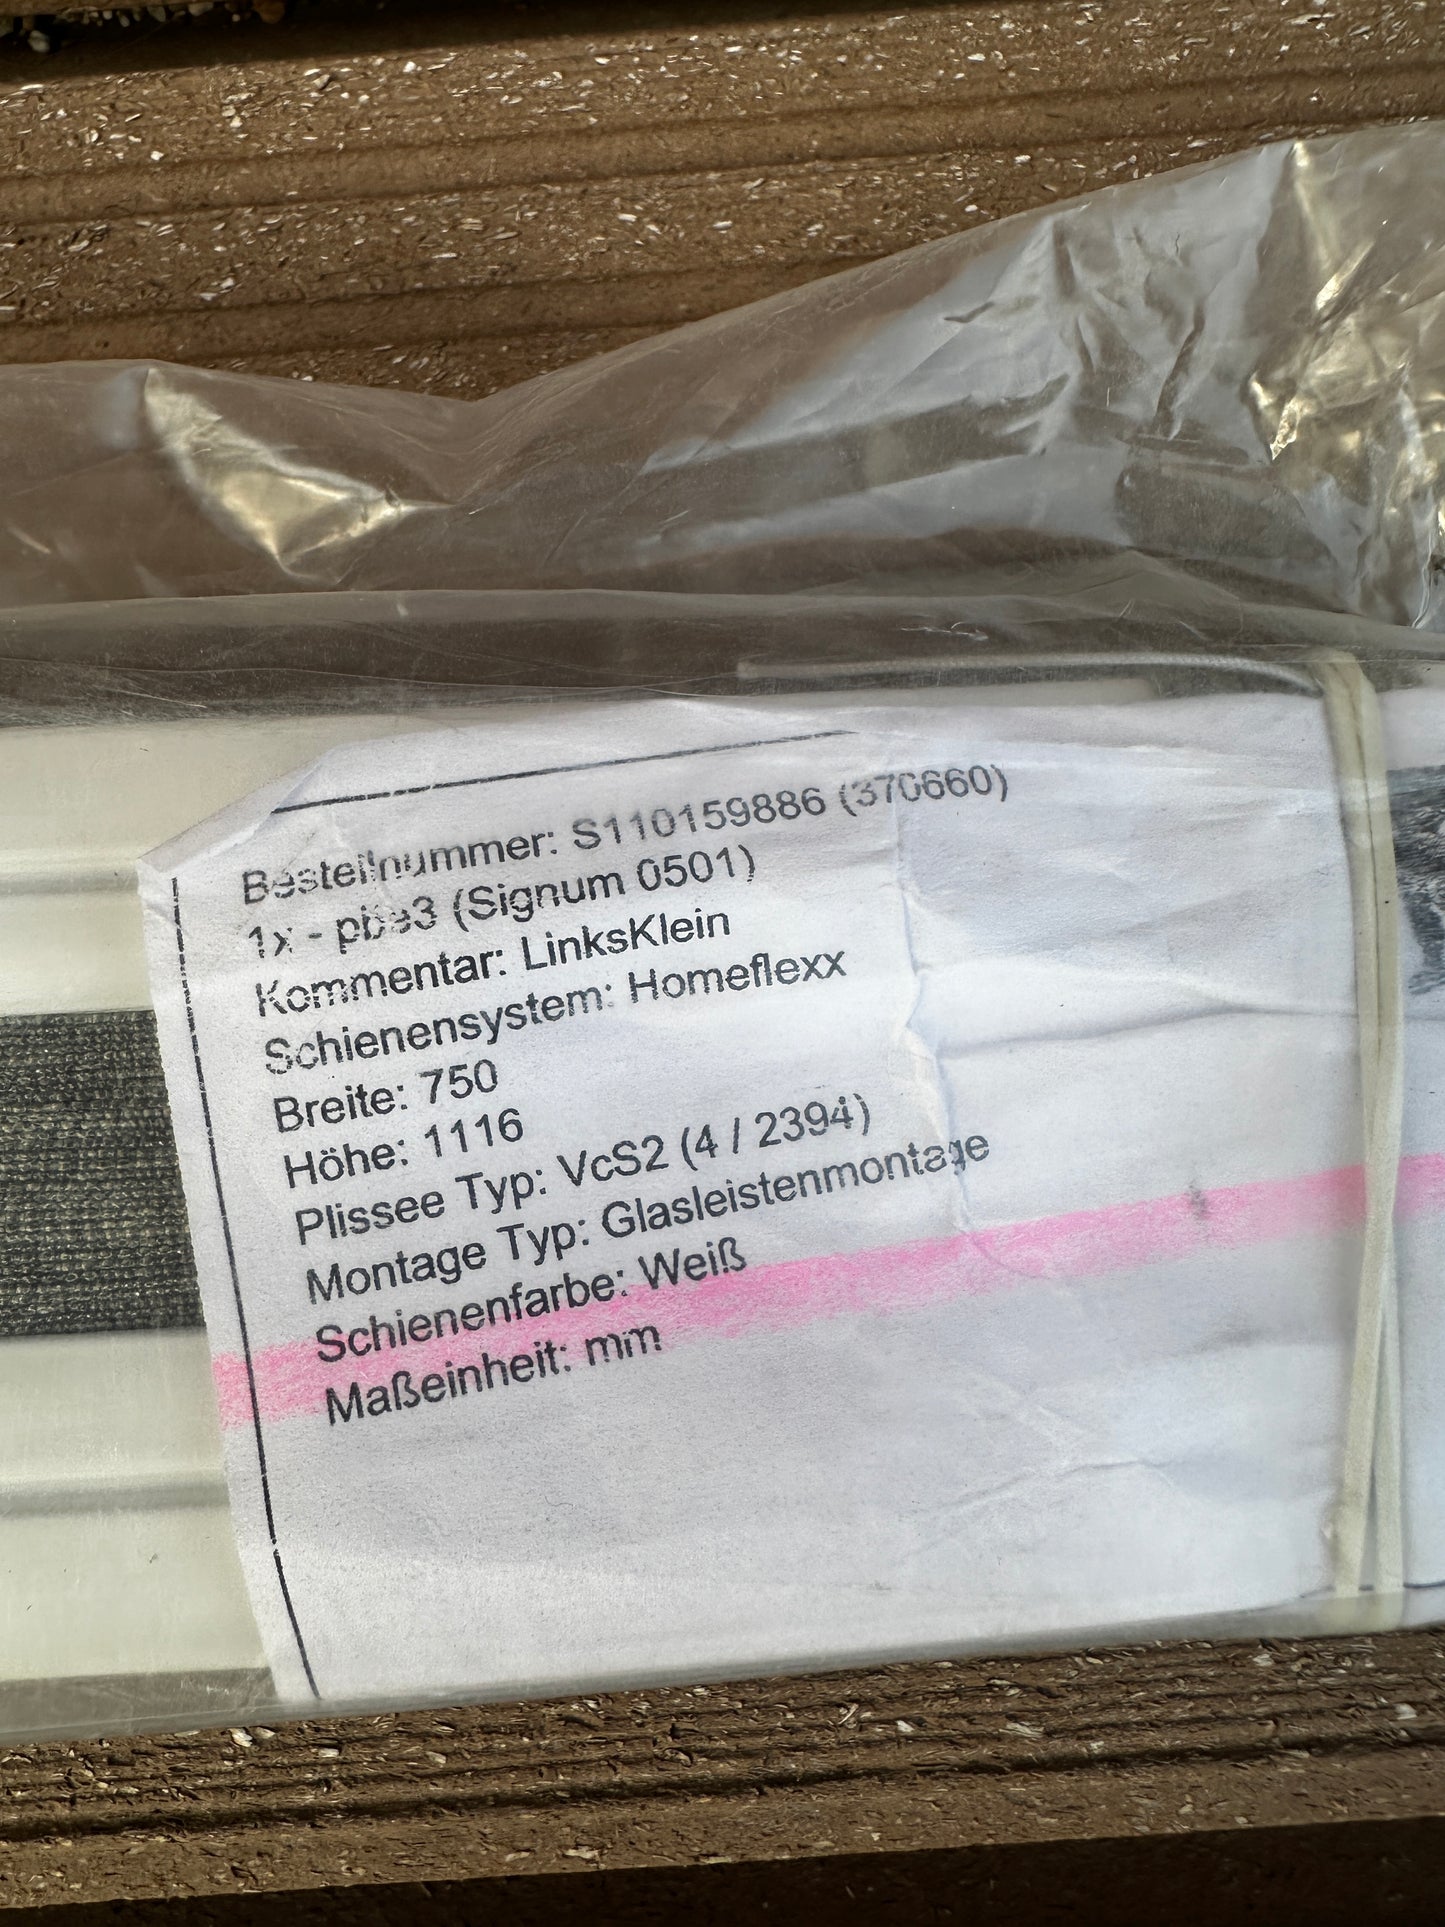 Bestellnummer: S110159886 (370660)
1x - (Signum 0501)
Kommentar: LinksKlein
Schienensystem: Homeflexx
Breite: 750
Höhe: 1116
Plissee Typ: VcS2 (4 / 2394)
Montage Typ: Glasleistenmontage
Schienenfarbe: Weiß
Maßeinheit: mm